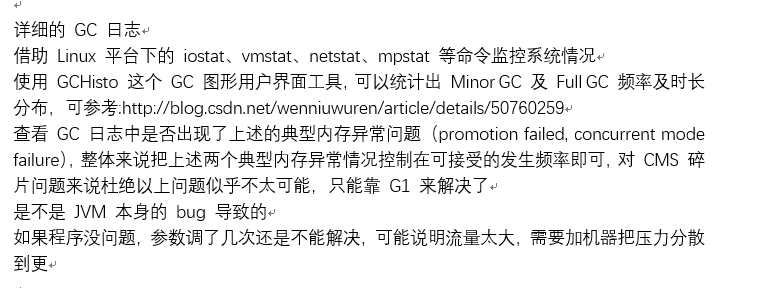 详细的 GC 日志
借助 Linux 平台下的 iostat、vmstat、netstat、mpstat 等命令监控系统情况
使用 GCHisto 这个 GC 图形用户界面工具, 可以统计出 Minor GC 及 Full GC 频率及时长
分布, 可参考:http://blog.csdn.net/wenniuwuren/article/details/50760259
查看 GC 日志中是否出现了上述的典型内存异常问题 (promotion failed, concurrent mode
failure), 整体来说把上述两个典型内存异常情况控制在可接受的发生频率即可, 对 CMS 碎
片问题来说杜绝以上问题似乎不太可能, 只能靠 G1 来解决了
是不是 JVM 本身的 bug 导致的
如果程序没问题, 参数调了几次还是不能解决, 可能说明流量太大, 需要加机器把压力分散
到更